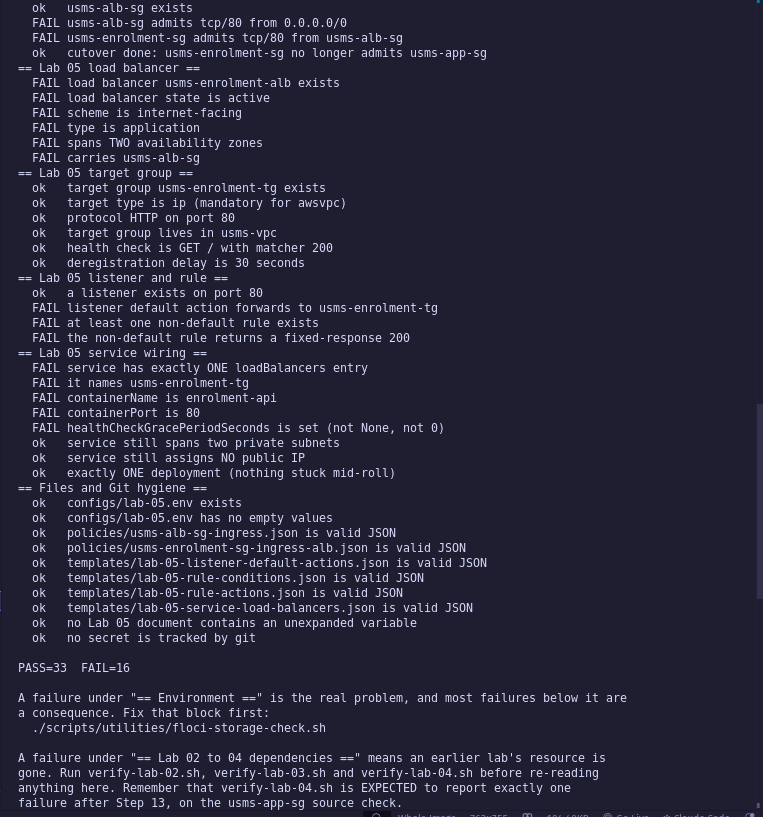 ok   usms-alb-sg exists
FAIL usms-alb-sg admits tcp/80 from 0.0.0.0/0
FAIL usms-enrolment-sg admits tcp/80 from usms-alb-sg
ok   cutover done: usms-enrolment-sg no longer admits usms-app-sg
== Lab 05 load balancer ==
FAIL load balancer usms-enrolment-alb exists
FAIL load balancer state is active
FAIL scheme is internet-facing
FAIL type is application
FAIL spans TWO availability zones
FAIL carries usms-alb-sg
== Lab 05 target group ==
ok   target group usms-enrolment-tg exists
ok   target type is ip (mandatory for awsvpc)
ok   protocol HTTP on port 80
ok   target group lives in usms-vpc
ok   health check is GET / with matcher 200
ok   deregistration delay is 30 seconds
== Lab 05 listener and rule ==
ok   a listener exists on port 80
FAIL listener default action forwards to usms-enrolment-tg
FAIL at least one non-default rule exists
FAIL the non-default rule returns a fixed-response 200
== Lab 05 service wiring ==
FAIL service has exactly ONE loadBalancers entry
FAIL it names usms-enrolment-tg
FAIL containerName is enrolment-api
FAIL containerPort is 80
FAIL healthCheckGracePeriodSeconds is set (not None, not 0)
ok   service still spans two private subnets
ok   service still assigns NO public IP
ok   exactly ONE deployment (nothing stuck mid-roll)
== Files and Git hygiene ==
ok   configs/lab-05.env exists
ok   configs/lab-05.env has no empty values
ok   policies/usms-alb-sg-ingress.json is valid JSON
ok   policies/usms-enrolment-sg-ingress-alb.json is valid JSON
ok   templates/lab-05-listener-default-actions.json is valid JSON
ok   templates/lab-05-rule-conditions.json is valid JSON
ok   templates/lab-05-rule-actions.json is valid JSON
ok   templates/lab-05-service-load-balancers.json is valid JSON
ok   no Lab 05 document contains an unexpanded variable
ok   no secret is tracked by git
PASS=33  FAIL=16
A failure under "== Environment ==" is the real problem, and most failures below it are
a consequence. Fix that block first:
./scripts/utilities/floci-storage-check.sh
A failure under "== Lab 02 to 04 dependencies ==" means an earlier lab's resource is
gone. Run verify-lab-02.sh, verify-lab-03.sh and verify-lab-04.sh before re-reading
anything here. Remember that verify-lab-04.sh is EXPECTED to report exactly one
failure after Step 13, on the usms-app-sg source check.